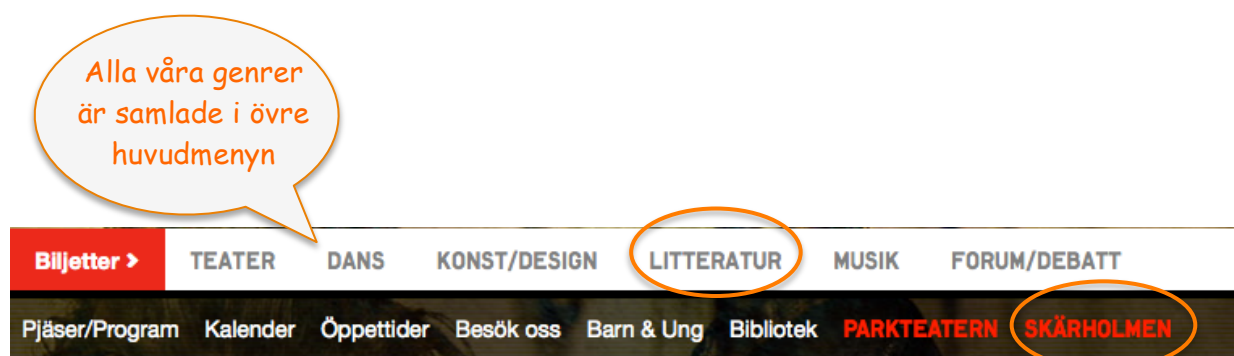 Alla våra genrer
är samlade i övre
huvudmenyn
Biljetter > TEATER DANS KONST/DESIGN LITTERATUR MUSIK FORUM/DEBATT
Pjäser/Program Kalender Öppettider Besök oss Barn & Ung Bibliotek PARKTEATERN SKÄRHOLMEN